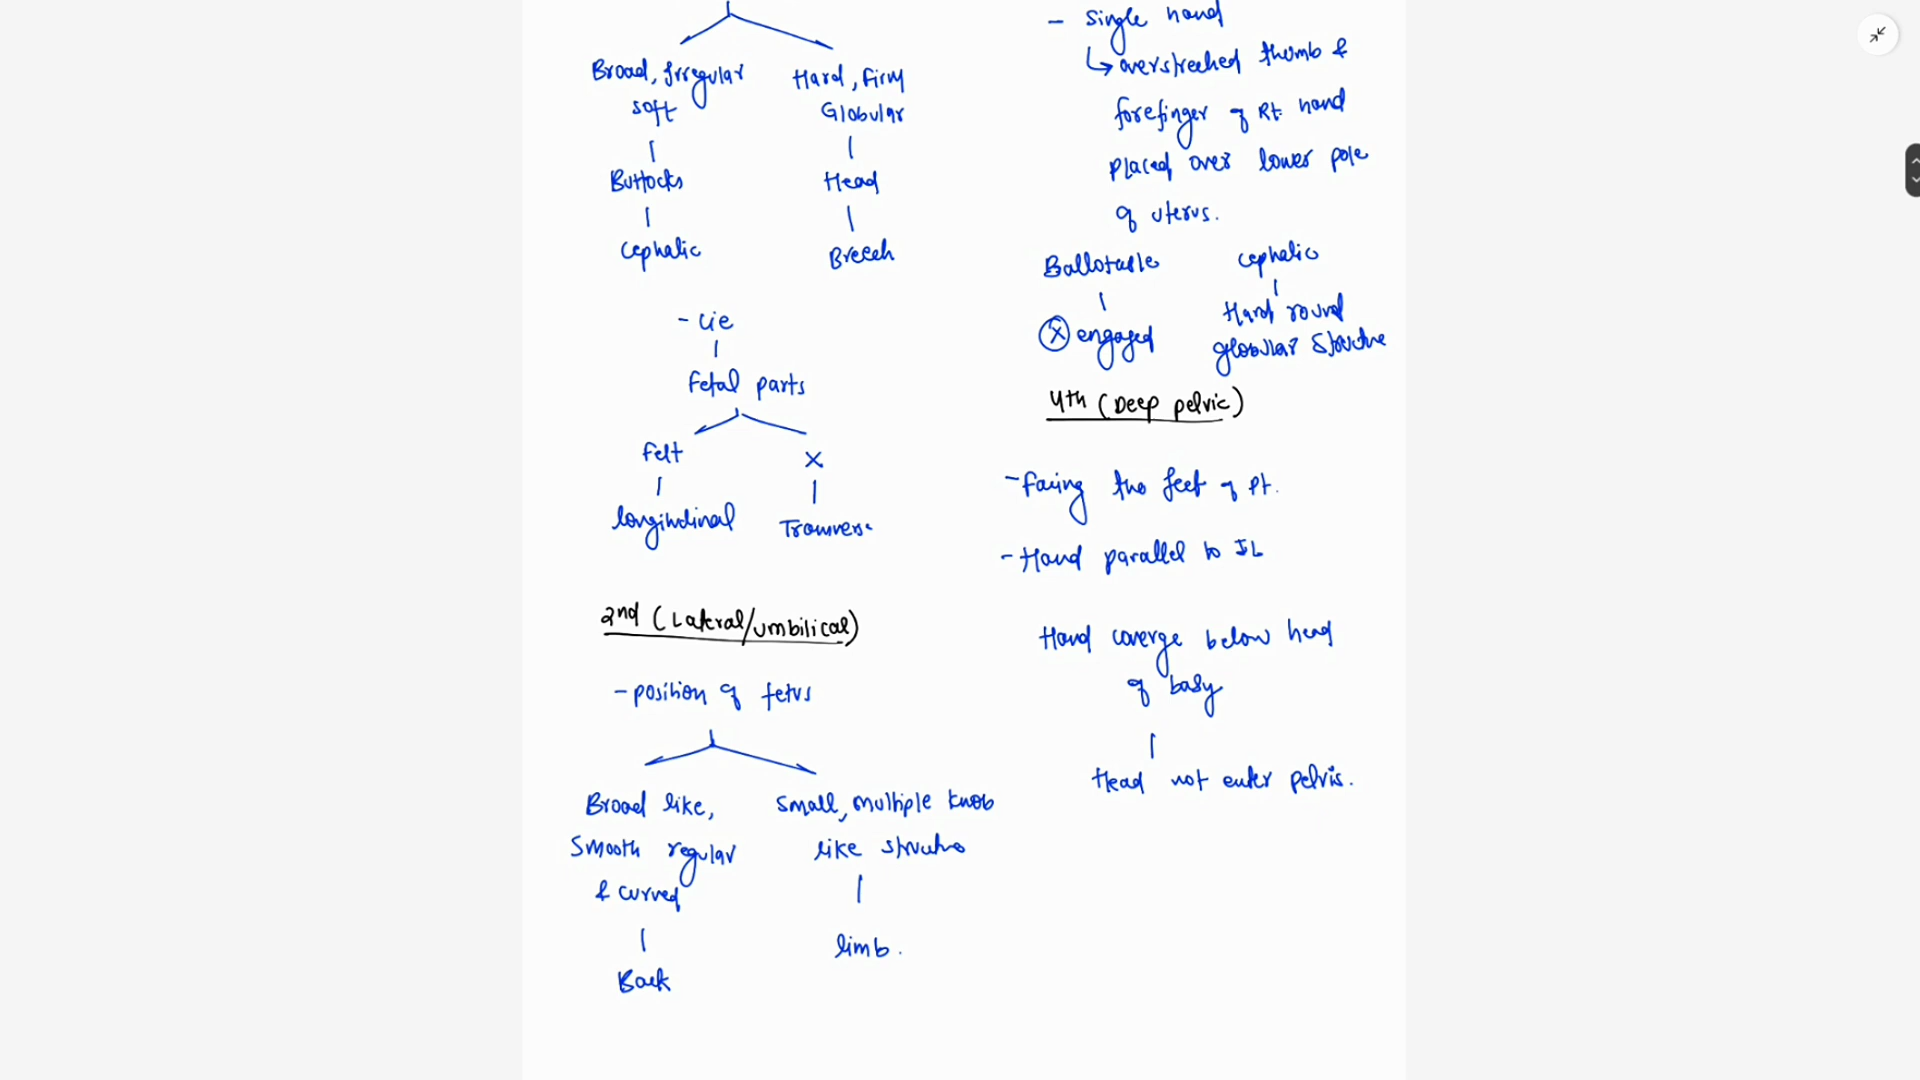 Broad, Irregular
soft
Buttocks
Cephalic
Hard, Firm
Globular
Head
Breech
- Lie
Fetal parts
Felt
longitudinal
X
Tranverse
2nd (Lateral/umbilical)
- position of fetus
Broad like,
Smooth regular
& curved
Back
Small, multiple knob
like structure
limb.
- Single hand
↳ overstreched thumb &
forefinger of Rt. hand
placed over lower pole
of uterus.
Ballotable
X engaged
cephalic
Hard round
globular structure
4th (Deep pelvic)
- Facing the feet of Pt.
- Hand parallel to IL
Hand converge below head
of baby
Head not enter pelvis.